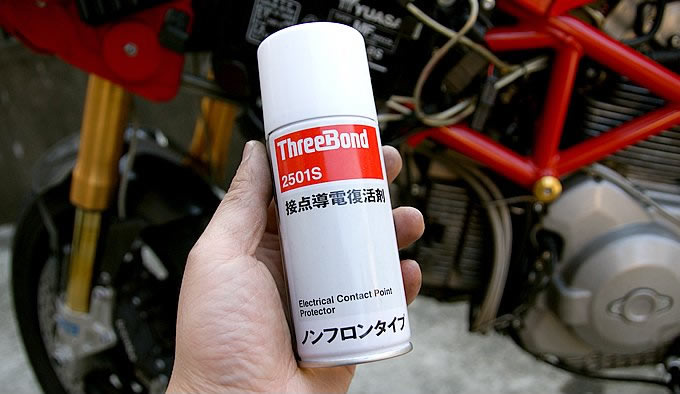 YUASA
ThreeBond
2501S
接点導電復活剤
Electrical Contact Point
Protector
ノンフロンタイプ